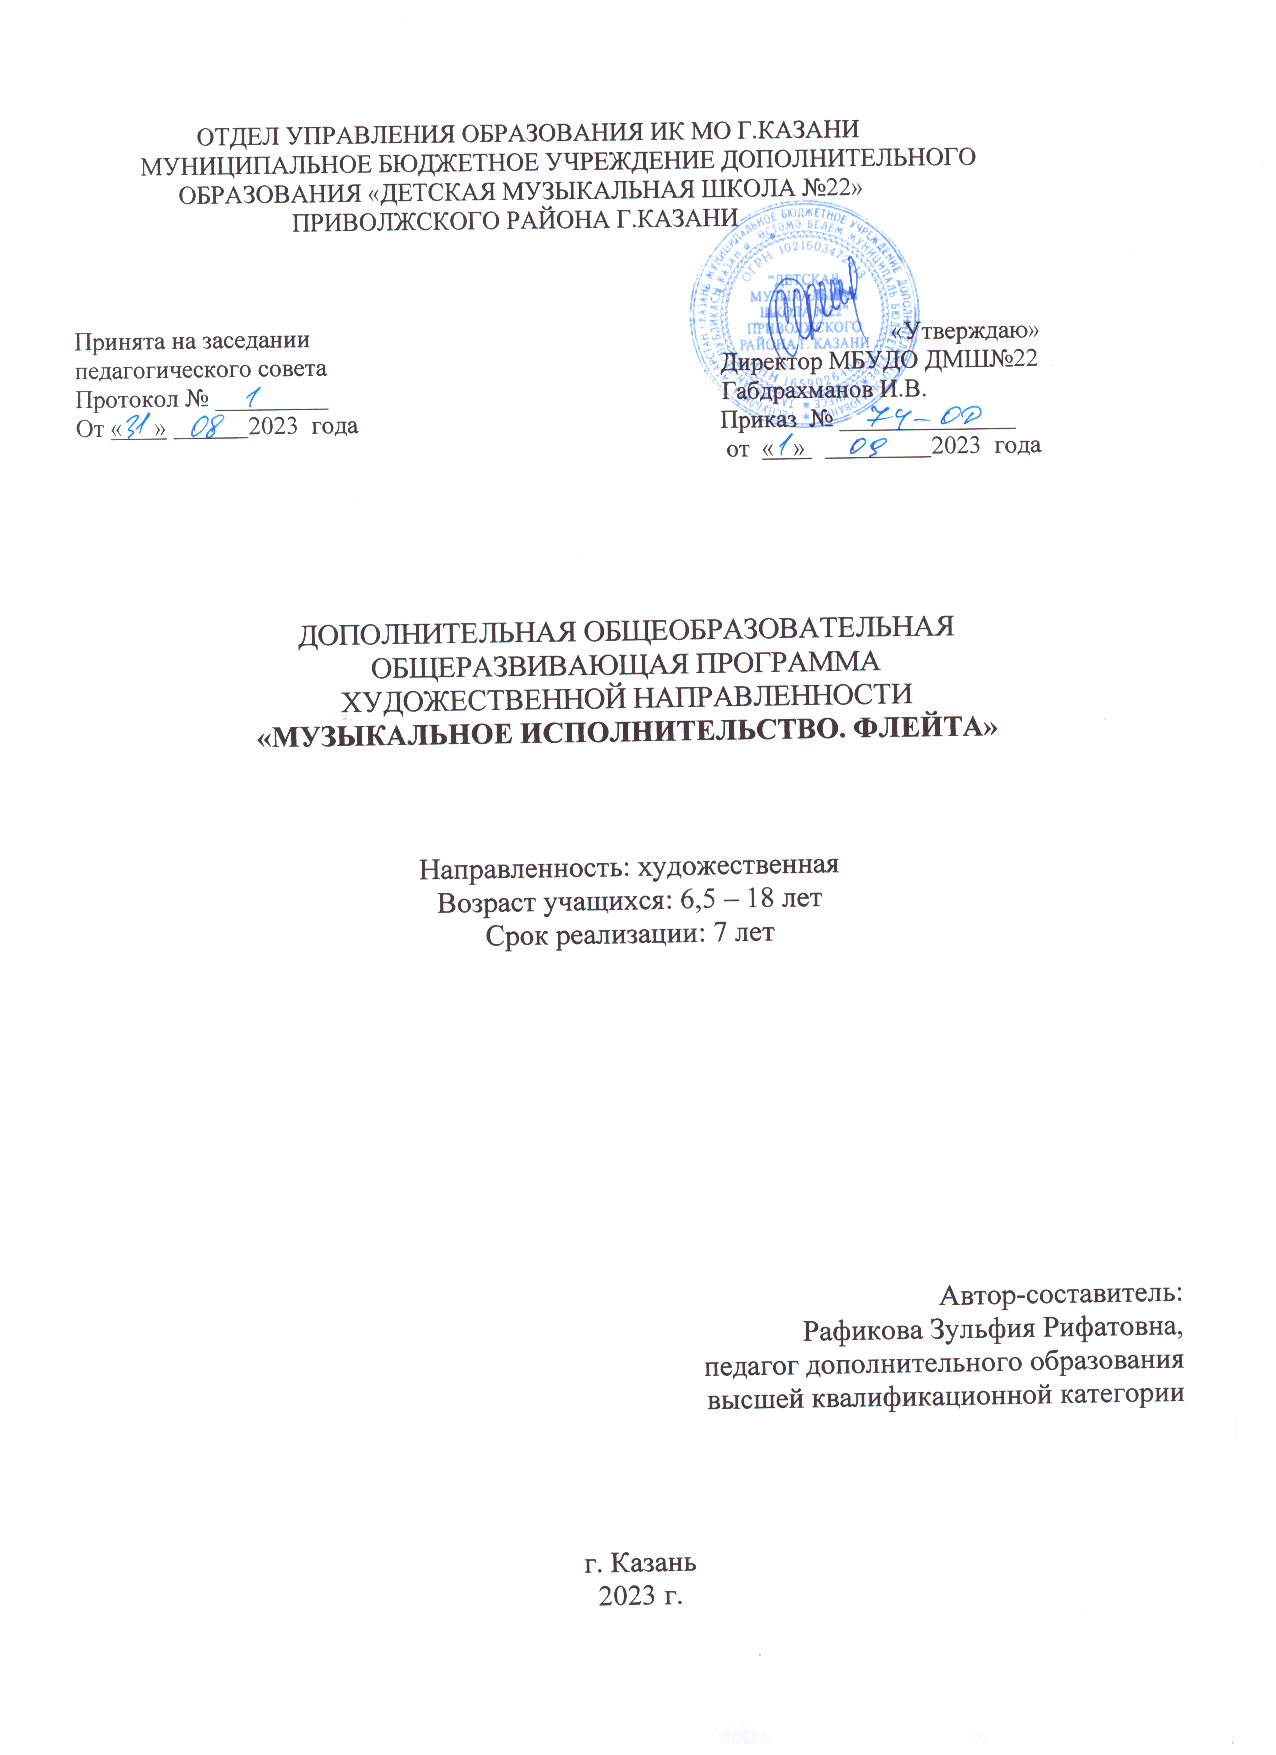 ОТДЕЛ УПРАВЛЕНИЯ ОБРАЗОВАНИЯ ИК МО Г.КАЗАНИ
МУНИЦИПАЛЬНОЕ БЮДЖЕТНОЕ УЧРЕЖДЕНИЕ ДОПОЛНИТЕЛЬНОГО
ОБРАЗОВАНИЯ «ДЕТСКАЯ МУЗЫКАЛЬНАЯ ШКОЛА №22»
ПРИВОЛЖСКОГО РАЙОНА Г.КАЗАНИ
Принята на заседании
педагогического совета
Протокол № 1
От «31» 08 2023 года
"ДЕТСКАЯ
ПРИВОЛЖСКОГО
РАЙОНА Г. КАЗАНИ
«Утверждаю»
Директор МБУДО ДМШ№22
Габдрахманов И.В.
Приказ № 74-ОД
от «1» 09 2023 года
ДОПОЛНИТЕЛЬНАЯ ОБЩЕОБРАЗОВАТЕЛЬНАЯ
ОБЩЕРАЗВИВАЮЩАЯ ПРОГРАММА
ХУДОЖЕСТВЕННОЙ НАПРАВЛЕННОСТИ
«МУЗЫКАЛЬНОЕ ИСПОЛНИТЕЛЬСТВО. ФЛЕЙТА»
Направленность: художественная
Возраст учащихся: 6,5 – 18 лет
Срок реализации: 7 лет
Автор-составитель:
Рафикова Зульфия Рифатовна,
педагог дополнительного образования
высшей квалификационной категории
г. Казань
2023 г.